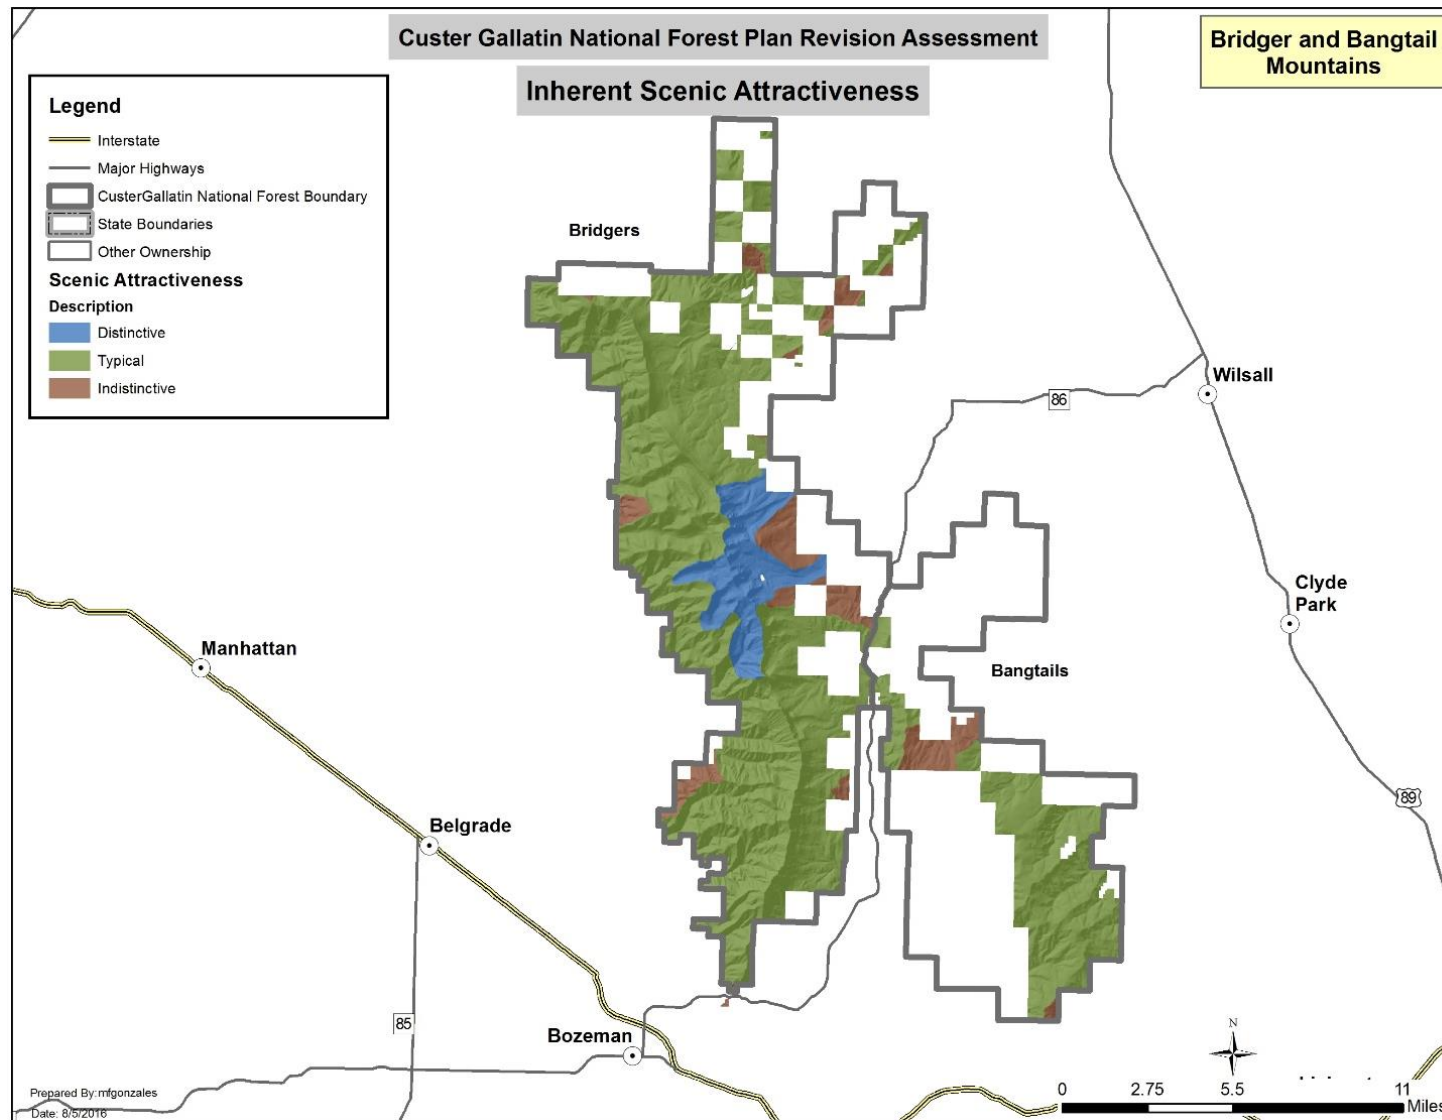 Custer Gallatin National Forest Plan Revision Assessment
Inherent Scenic Attractiveness
Bridger and Bangtail
Mountains
Legend
Interstate
Major Highways
CusterGallatin National Forest Boundary
State Boundaries
Other Ownership
Scenic Attractiveness
Description
Distinctive
Typical
Indistinctive
Bridgers
86
Wilsall
Clyde
Park
Manhattan
Bangtails
89
Belgrade
85
Bozeman
N
Prepared By:mfgonzales
Date: 8/5/2016
0 2.75 5.5 11
Miles